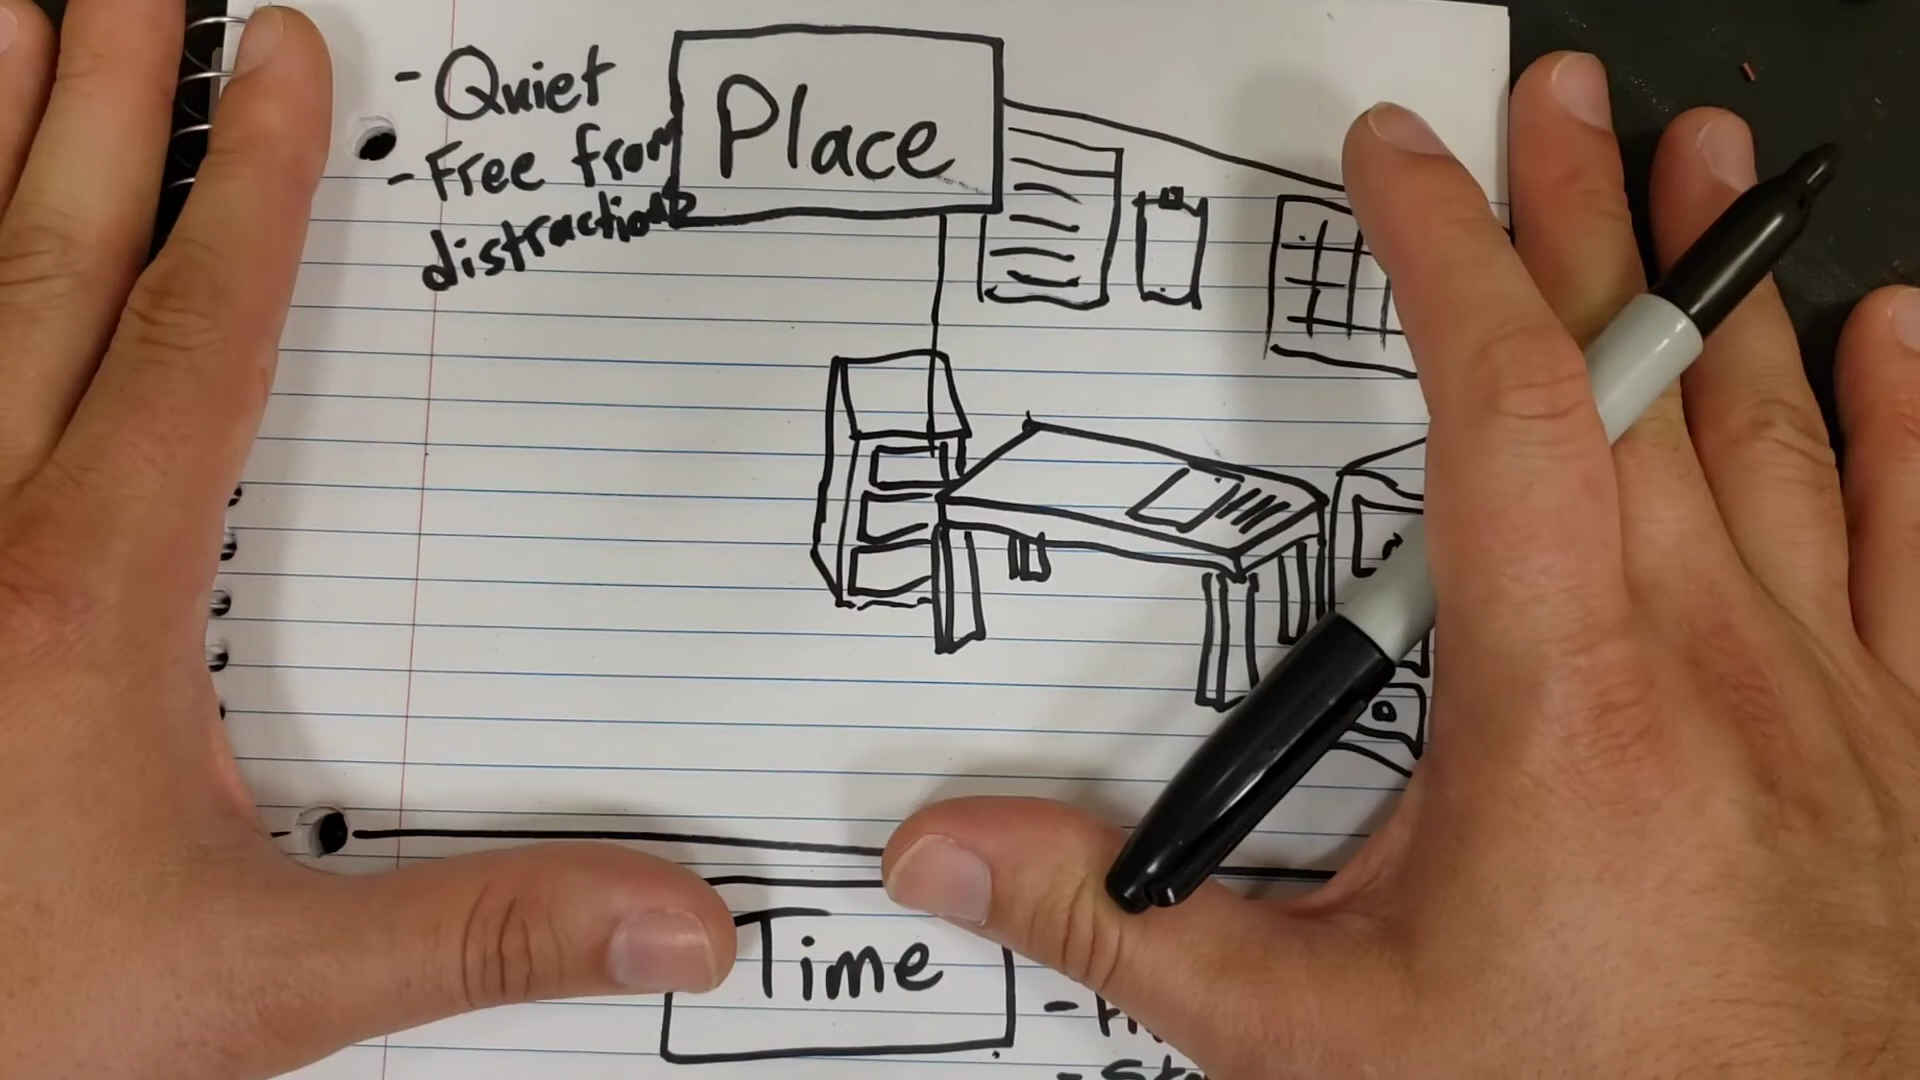 - Quiet
Place
- Free from
distractions
Time